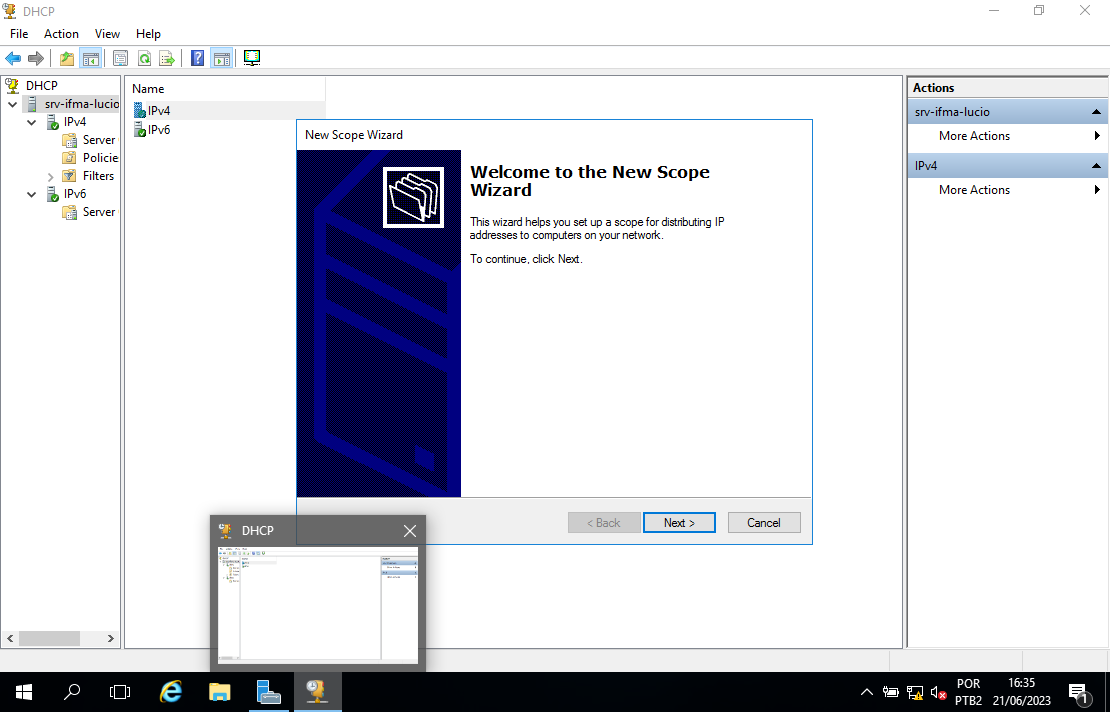 DHCP
File Action View Help
DHCP
srv-ifma-lucio
IPv4
Server
Policie
Filters
IPv6
Server
Name
IPv4
IPv6
New Scope Wizard
Welcome to the New Scope
Wizard
This wizard helps you set up a scope for distributing IP
addresses to computers on your network.
To continue, click Next.
< Back Next > Cancel
Actions
srv-ifma-lucio
More Actions
IPv4
More Actions
DHCP
POR
PTB2
16:35
21/06/2023
1